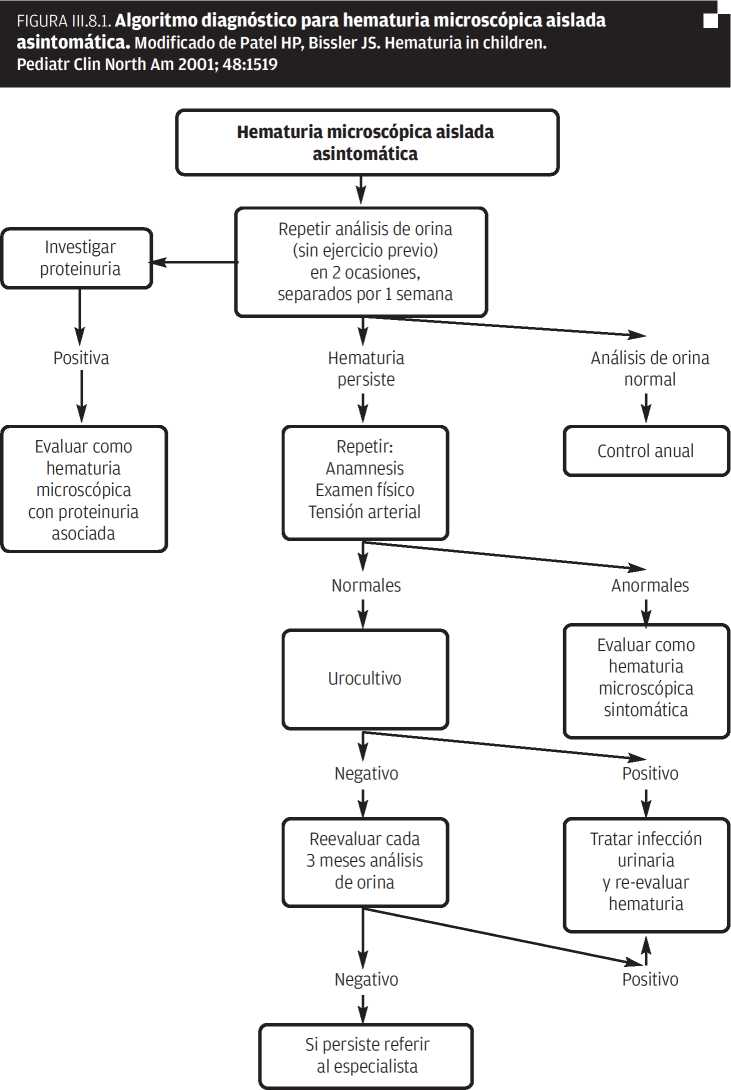 FIGURA III.8.1. Algoritmo diagnóstico para hematuria microscópica aislada
asintomática. Modificado de Patel HP, Bissler JS. Hematuria in children.
Pediatr Clin North Am 2001; 48:1519
Hematuria microscópica aislada
asintomática
Repetir análisis de orina
(sin ejercicio previo)
en 2 ocasiones,
separados por 1 semana
Investigar
proteinuria
Positiva
Hematuria
persiste
Análisis de orina
normal
Evaluar como
hematuria
microscópica
con proteinuria
asociada
Repetir:
Anamnesis
Examen físico
Tensión arterial
Control anual
Normales
Anormales
Urocultivo
Evaluar como
hematuria
microscópica
sintomática
Negativo
Positivo
Reevaluar cada
3 meses análisis
de orina
Tratar infección
urinaria
y re-evaluar
hematuria
Negativo
Positivo
Si persiste referir
al especialista